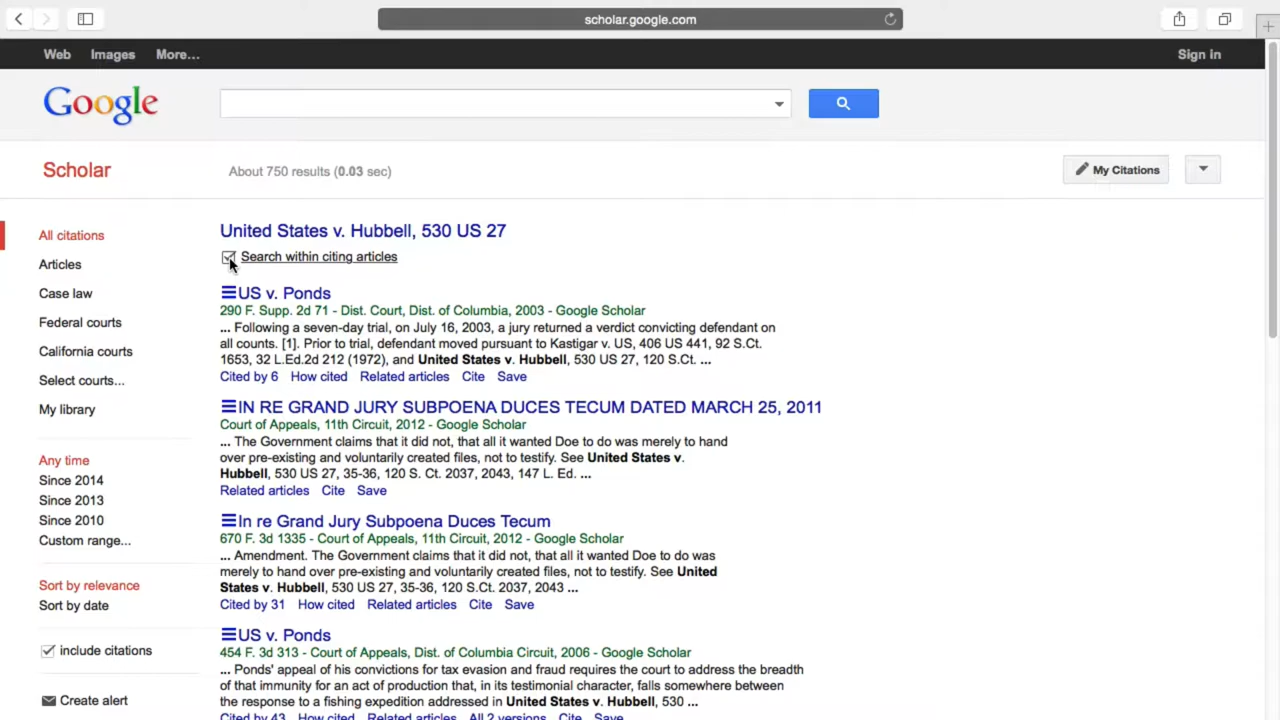 scholar.google.com
Web Images More... Sign in
Google
Scholar About 750 results (0.03 sec) My Citations
All citations
Articles
Case law
Federal courts
California courts
Select courts...
My library
Any time
Since 2014
Since 2013
Since 2010
Custom range...
Sort by relevance
Sort by date
include citations
Create alert
United States v. Hubbell, 530 US 27
Search within citing articles
US v. Ponds
290 F. Supp. 2d 71 - Dist. Court, Dist. of Columbia, 2003 - Google Scholar
... Following a seven-day trial, on July 16, 2003, a jury returned a verdict convicting defendant on
all counts. [1]. Prior to trial, defendant moved pursuant to Kastigar v. US, 406 US 441, 92 S.Ct.
1653, 32 L.Ed.2d 212 (1972), and United States v. Hubbell, 530 US 27, 120 S.Ct. ...
Cited by 6 How cited Related articles Cite Save
IN RE GRAND JURY SUBPOENA DUCES TECUM DATED MARCH 25, 2011
Court of Appeals, 11th Circuit, 2012 - Google Scholar
... The Government claims that it did not, that all it wanted Doe to do was merely to hand
over pre-existing and voluntarily created files, not to testify. See United States v.
Hubbell, 530 US 27, 35-36, 120 S. Ct. 2037, 2043, 147 L. Ed. ...
Related articles Cite Save
In re Grand Jury Subpoena Duces Tecum
670 F. 3d 1335 - Court of Appeals, 11th Circuit, 2012 - Google Scholar
... Amendment. The Government claims that it did not, that all it wanted Doe to do was
merely to hand over pre-existing and voluntarily created files, not to testify. See United
States v. Hubbell, 530 US 27, 35-36, 120 S.Ct. 2037, 2043 ...
Cited by 31 How cited Related articles Cite Save
US v. Ponds
454 F. 3d 313 - Court of Appeals, Dist. of Columbia Circuit, 2006 - Google Scholar
... Ponds' appeal of his convictions for tax evasion and fraud requires the court to address the breadth
of that immunity for an act of production that, in its testimonial character, falls somewhere between
the response to a fishing expedition addressed in United States v. Hubbell, 530 ...
Cited by 43 How cited Related articles All 2 versions Cite Save